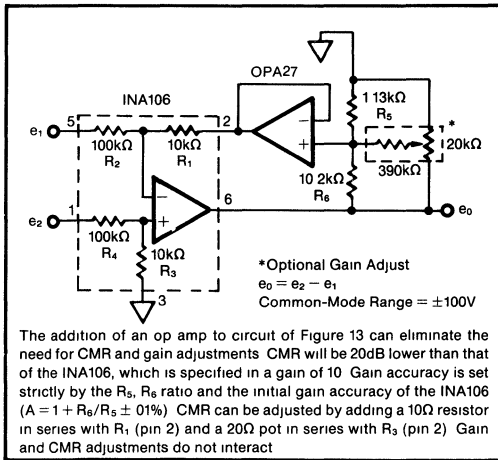 OPA27
INA106
e₁
5
100kΩ
R₂
10kΩ
R₁
2
−
+
1 13kΩ
R₅
*
20kΩ
390kΩ
10 2kΩ
R₆
−
+
6
e₀
e₂
1
100kΩ
R₄
10kΩ
R₃
3
*Optional Gain Adjust
e₀ = e₂ − e₁
Common-Mode Range = ±100V
The addition of an op amp to circuit of Figure 13 can eliminate the
need for CMR and gain adjustments CMR will be 20dB lower than that
of the INA106, which is specified in a gain of 10 Gain accuracy is set
strictly by the R₅, R₆ ratio and the initial gain accuracy of the INA106
(A = 1 + R₆/R₅ ± 01%) CMR can be adjusted by adding a 10Ω resistor
in series with R₁ (pin 2) and a 20Ω pot in series with R₃ (pin 2) Gain
and CMR adjustments do not interact